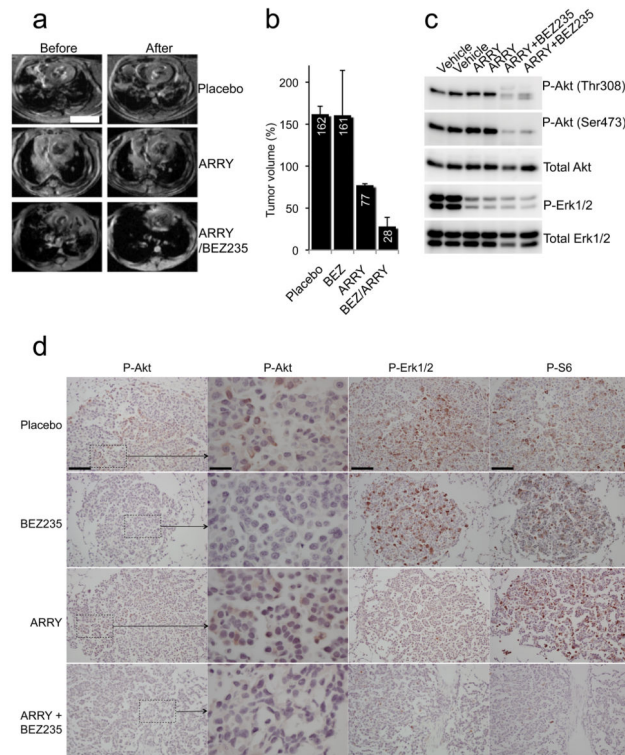 a
Before
After
Placebo
ARRY
ARRY
/BEZ235
b
Tumor volume (%)
200
150
100
50
0
162
161
77
28
Placebo
BEZ
ARRY
BEZ/ARRY
c
Vehicle
Vehicle
ARRY
ARRY
ARRY+BEZ235
ARRY+BEZ235
P-Akt (Thr308)
P-Akt (Ser473)
Total Akt
P-Erk1/2
Total Erk1/2
d
P-Akt
P-Akt
P-Erk1/2
P-S6
Placebo
BEZ235
ARRY
ARRY +
BEZ235